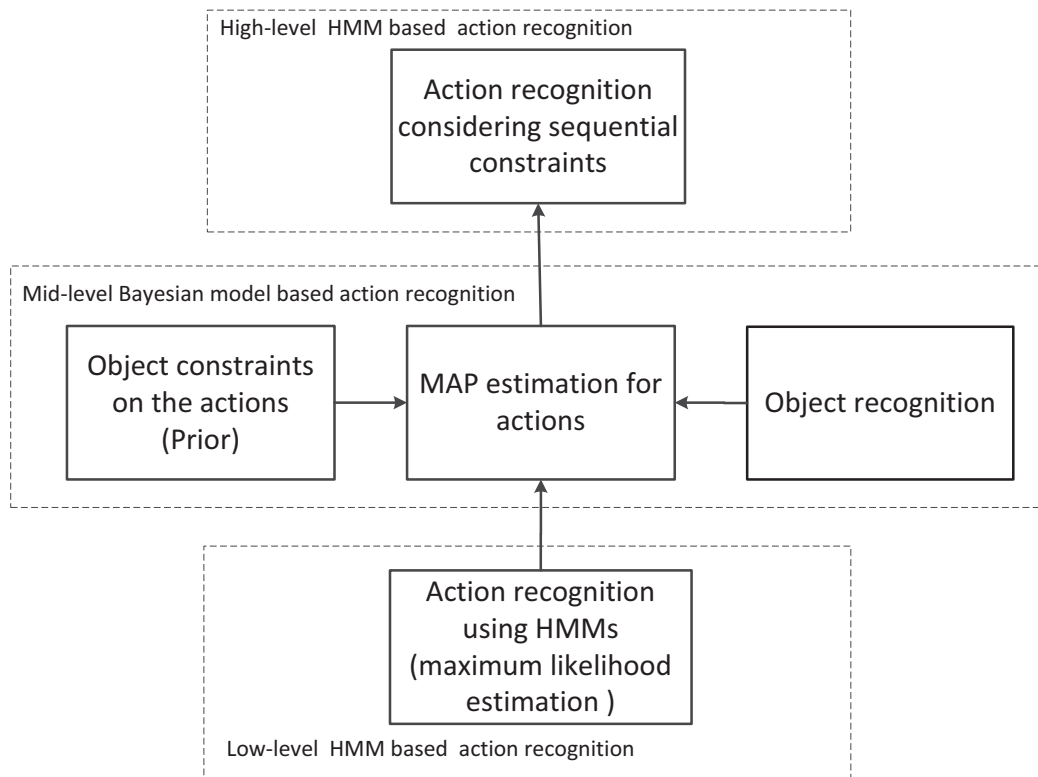 High-level HMM based action recognition
Action recognition
considering sequential
constraints
Mid-level Bayesian model based action recognition
Object constraints
on the actions
(Prior)
MAP estimation for
actions
Object recognition
Action recognition
using HMMs
(maximum likelihood
estimation )
Low-level HMM based action recognition